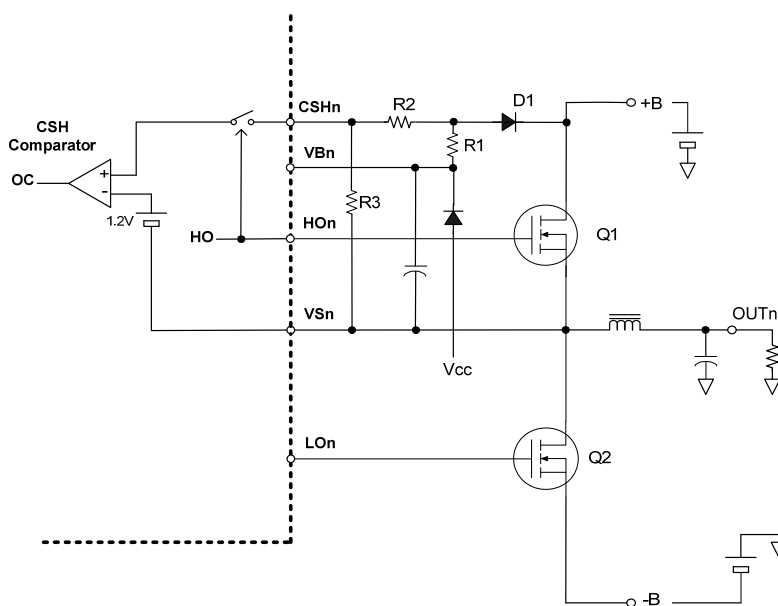 CSHn
R2
D1
+B
CSH
Comparator
R1
VBn
OC
+
-
R3
1.2V
HOn
HO
Q1
VSn
OUTn
Vcc
LOn
Q2
-B